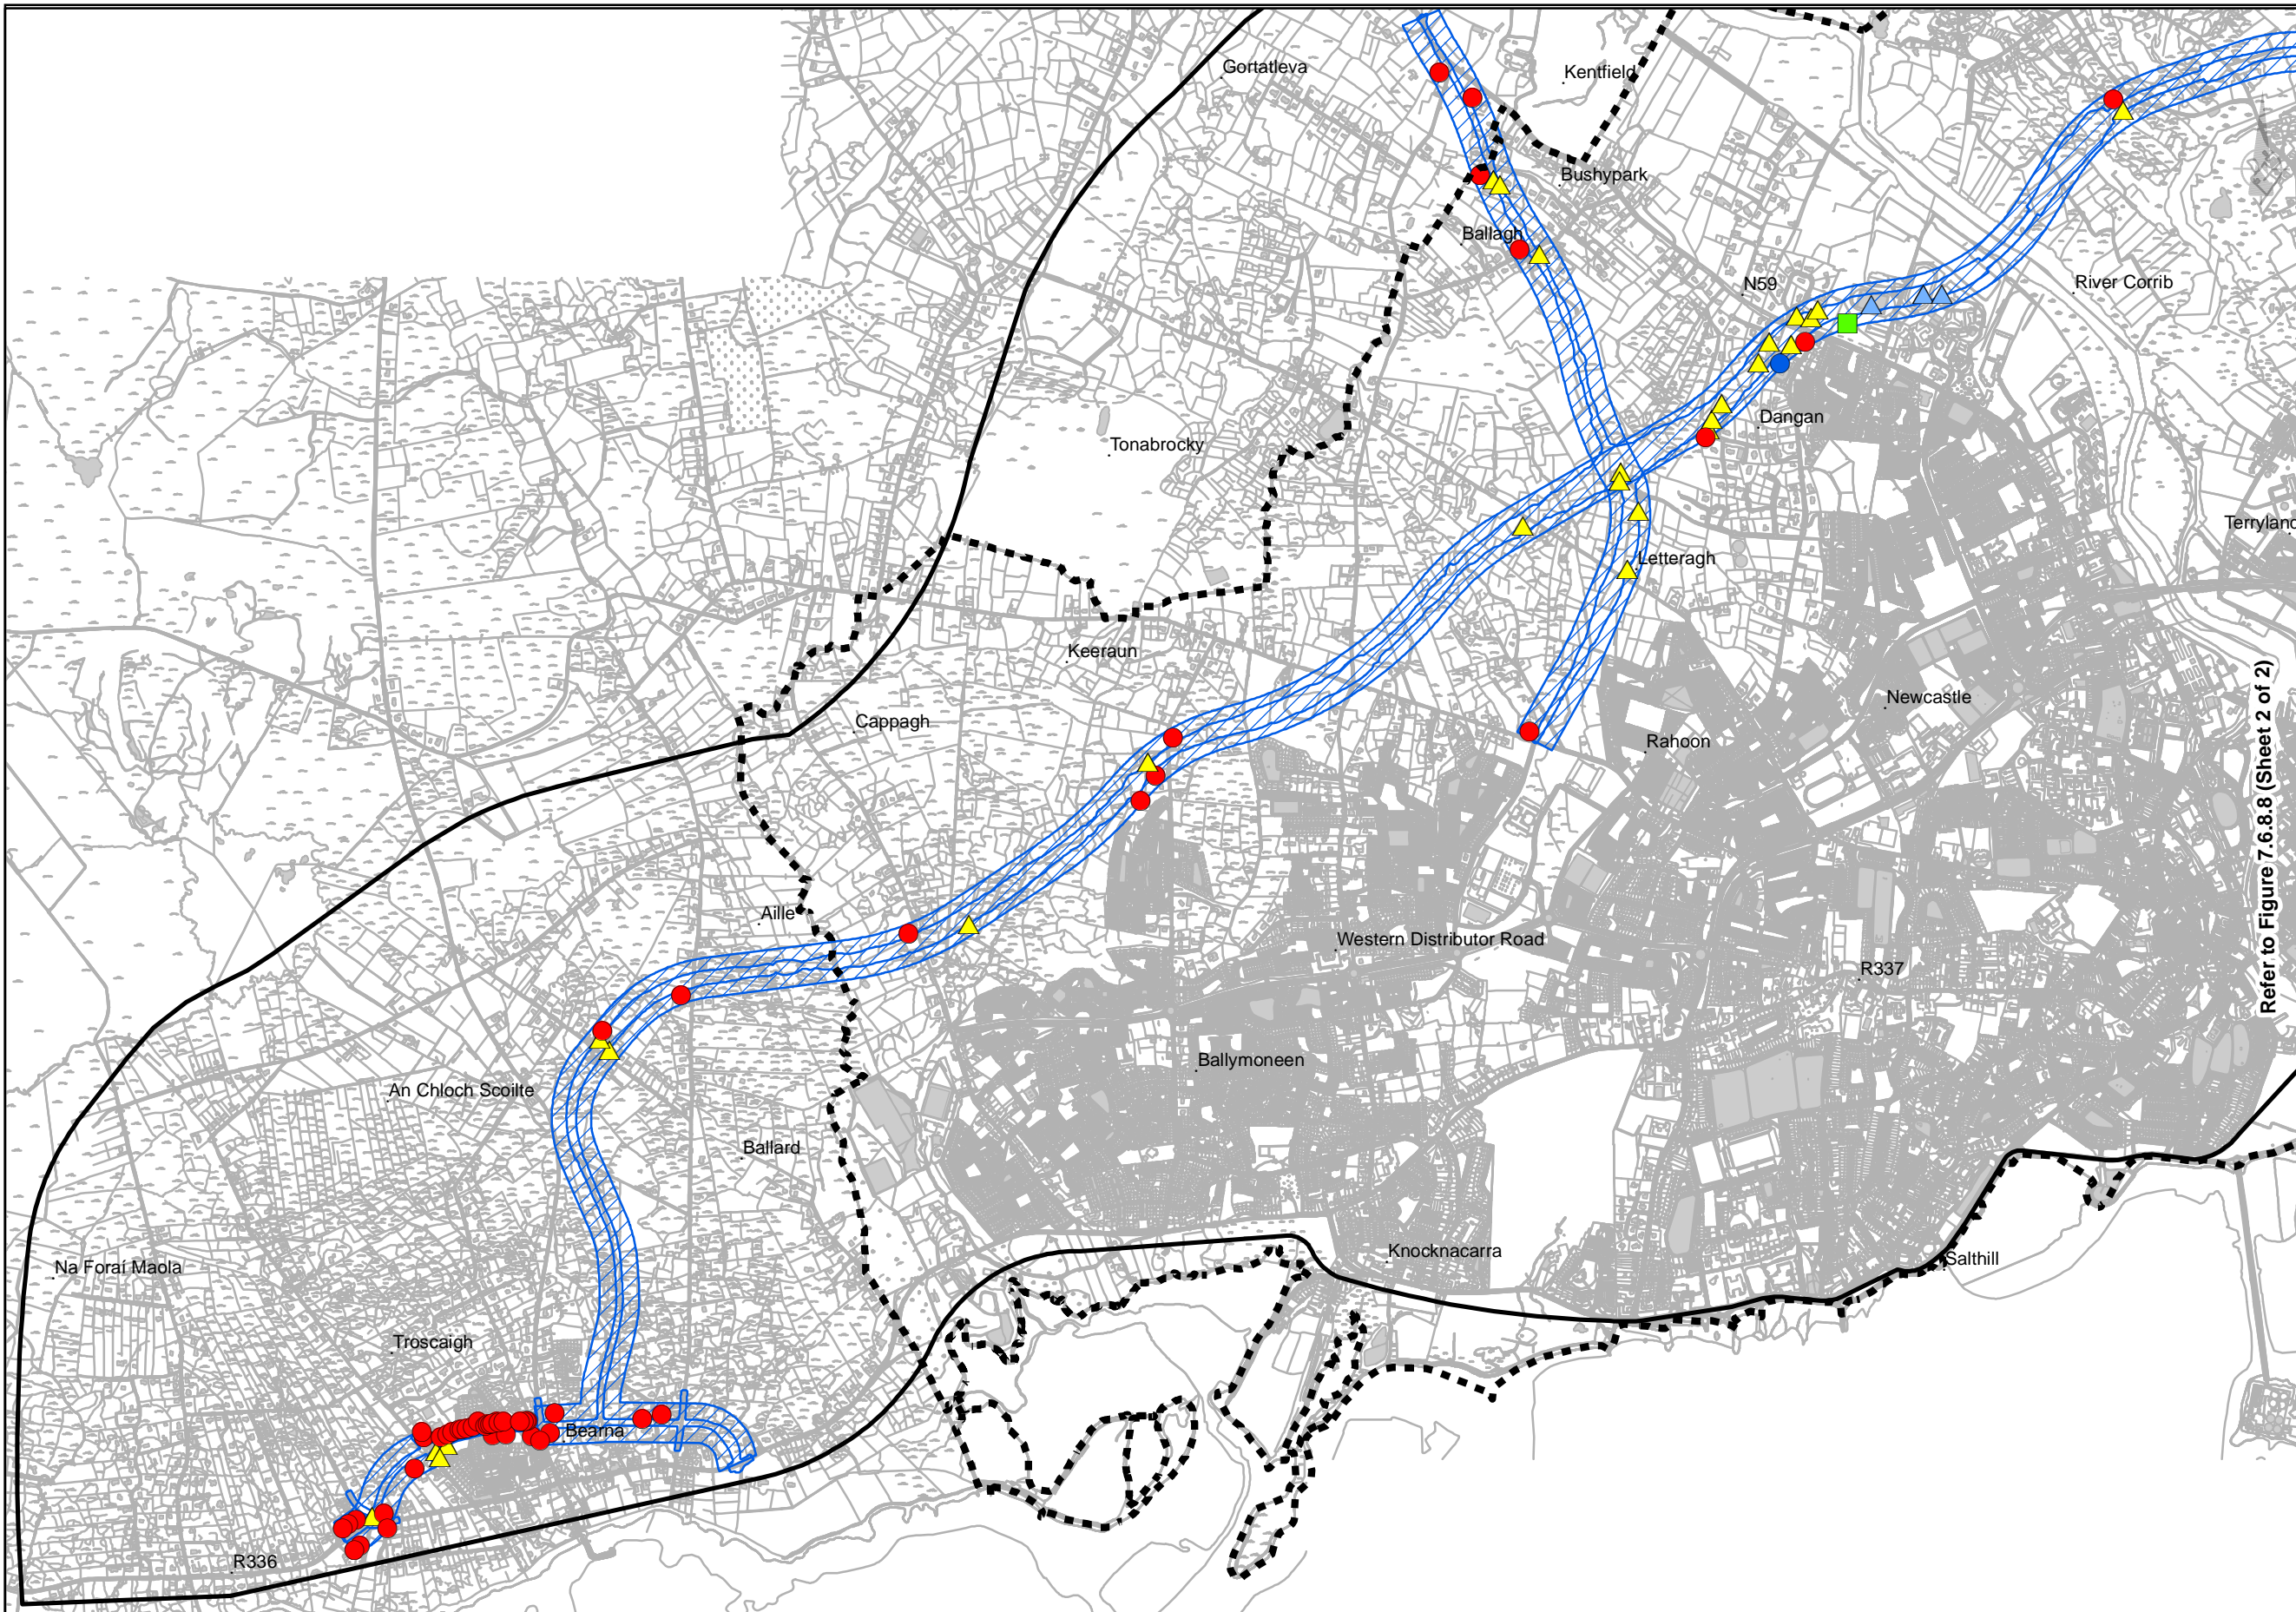 Gortatleva
Kentfield
Bushypark
Ballagh
N59
River Corrib
Dangan
Tonabrocky
Letteragh
Keeraun
Newcastle
Cappagh
Rahoon
Aille
Western Distributor Road
R337
Refer to Figure 7.6.8.8 (Sheet 2 of 2)
Ballymoneen
An Chloch Scoilte
Ballard
Knocknacarra
Salthill
Na Foraí Maola
Troscaigh
Bearna
R336